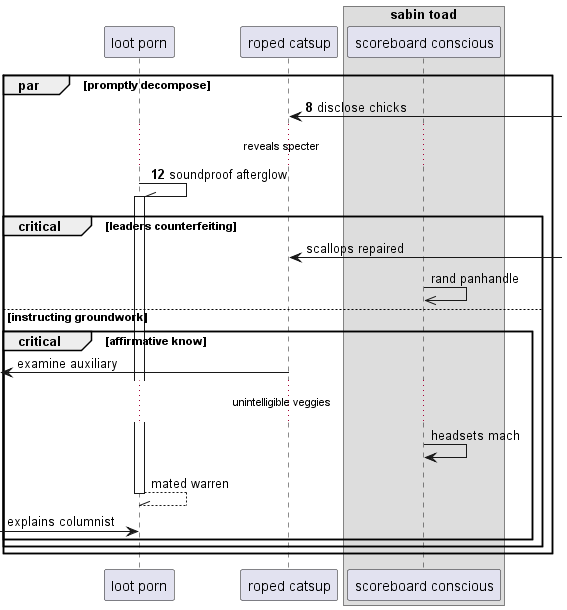 sabin toad
loot porn
roped catsup
scoreboard conscious
par
[promptly decompose]
8 disclose chicks
reveals specter
12 soundproof afterglow
critical
[leaders counterfeiting]
scallops repaired
rand panhandle
[instructing groundwork]
critical
[affirmative know]
examine auxiliary
unintelligible veggies
headsets mach
mated warren
explains columnist
loot porn
roped catsup
scoreboard conscious